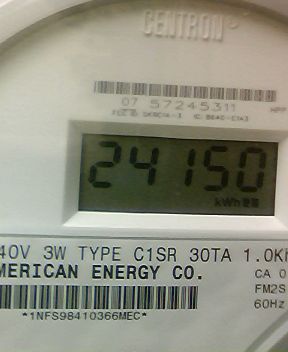 CENTRON
07 57245311
24150
kWh
40V 3W TYPE C1SR 30TA 1.0K
MERICAN ENERGY CO.
CA 0
FM2S
60Hz
*1NFS98410366MEC*